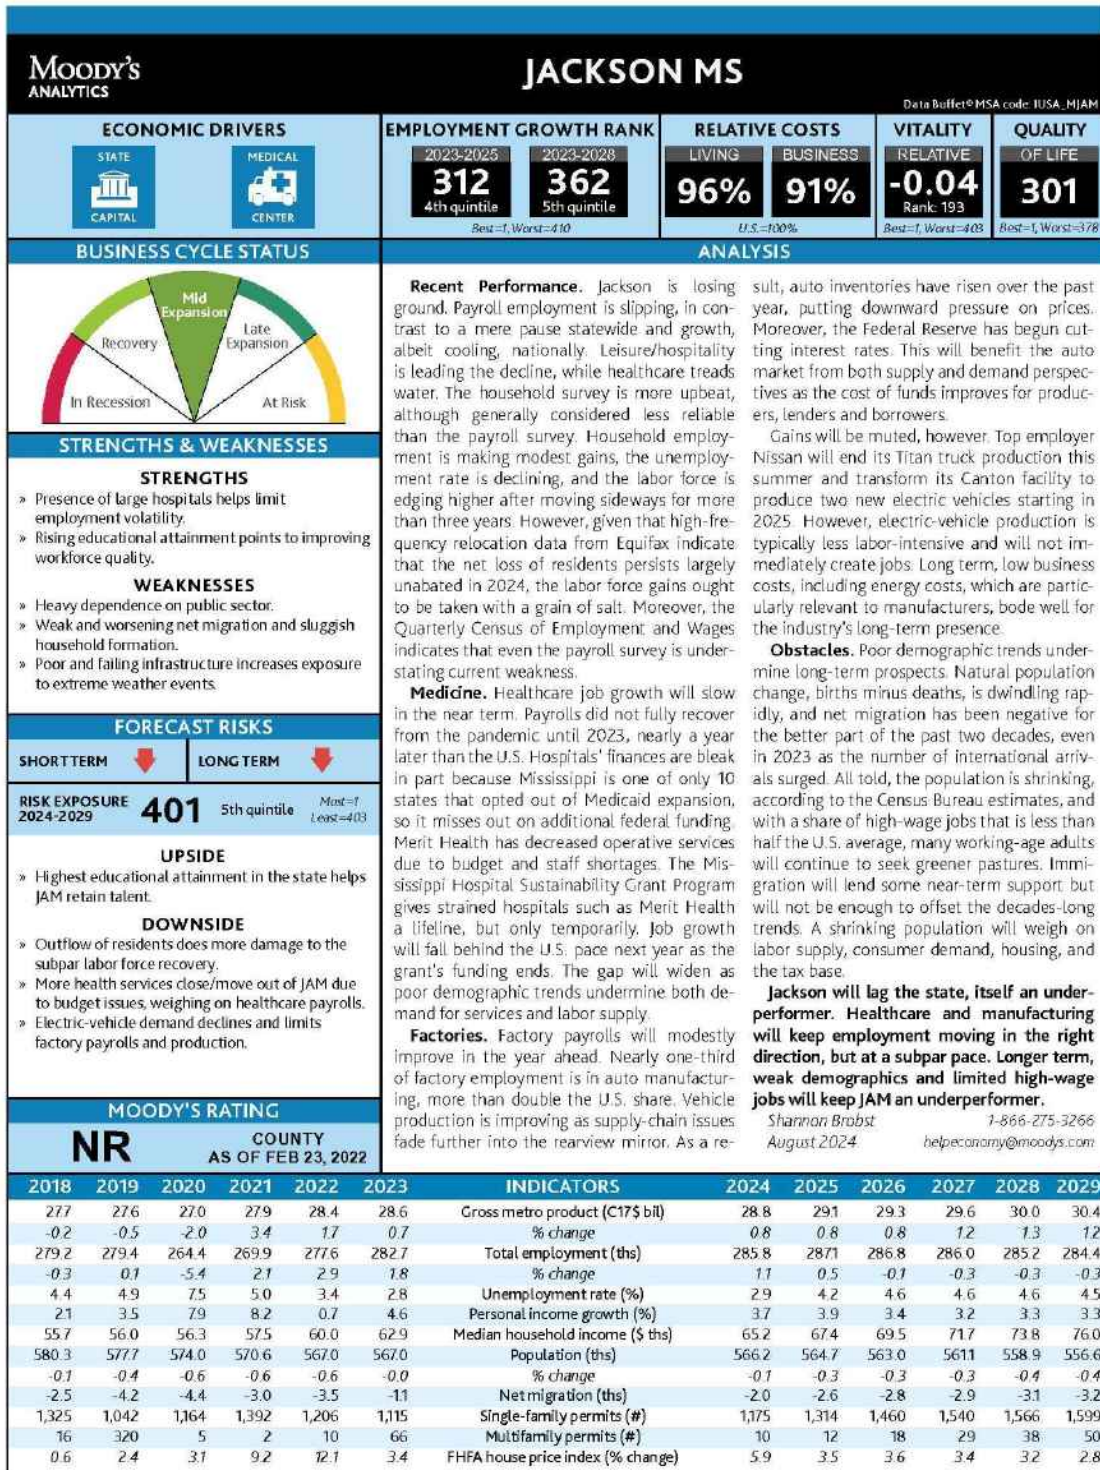 MOODY'S
ANALYTICS
JACKSON MS
Data Buffet® MSA code: IUSA_MJAM
ECONOMIC DRIVERS
STATE
CAPITAL
MEDICAL
CENTER
EMPLOYMENT GROWTH RANK
2023-2025
312
4th quintile
2023-2028
362
5th quintile
Best=1, Worst=410
RELATIVE COSTS
LIVING
96%
BUSINESS
91%
U.S.=100%
VITALITY
RELATIVE
-0.04
Rank: 193
Best=1, Worst=403
QUALITY
OF LIFE
301
Best=1, Worst=378
BUSINESS CYCLE STATUS
In Recession
Recovery
Mid
Expansion
Late
Expansion
At Risk
STRENGTHS & WEAKNESSES
STRENGTHS
» Presence of large hospitals helps limit
employment volatility.
» Rising educational attainment points to improving
workforce quality.
WEAKNESSES
» Heavy dependence on public sector.
» Weak and worsening net migration and sluggish
household formation.
» Poor and failing infrastructure increases exposure
to extreme weather events.
FORECAST RISKS
SHORT TERM
LONG TERM
RISK EXPOSURE
2024-2029
401
5th quintile
Most=1
Least=403
UPSIDE
» Highest educational attainment in the state helps
JAM retain talent.
DOWNSIDE
» Outflow of residents does more damage to the
subpar labor force recovery.
» More health services close/move out of JAM due
to budget issues, weighing on healthcare payrolls.
» Electric-vehicle demand declines and limits
factory payrolls and production.
MOODY'S RATING
NR
COUNTY
AS OF FEB 23, 2022
ANALYSIS
Recent Performance. Jackson is losing
ground. Payroll employment is slipping, in con-
trast to a mere pause statewide and growth,
albeit cooling, nationally. Leisure/hospitality
is leading the decline, while healthcare treads
water. The household survey is more upbeat,
although generally considered less reliable
than the payroll survey. Household employ-
ment is making modest gains, the unemploy-
ment rate is declining, and the labor force is
edging higher after moving sideways for more
than three years. However, given that high-fre-
quency relocation data from Equifax indicate
that the net loss of residents persists largely
unabated in 2024, the labor force gains ought
to be taken with a grain of salt. Moreover, the
Quarterly Census of Employment and Wages
indicates that even the payroll survey is under-
stating current weakness.
Medicine. Healthcare job growth will slow
in the near term. Payrolls did not fully recover
from the pandemic until 2023, nearly a year
later than the U.S. Hospitals' finances are bleak
in part because Mississippi is one of only 10
states that opted out of Medicaid expansion,
so it misses out on additional federal funding.
Merit Health has decreased operative services
due to budget and staff shortages. The Mis-
sissippi Hospital Sustainability Grant Program
gives strained hospitals such as Merit Health
a lifeline, but only temporarily. Job growth
will fall behind the U.S. pace next year as the
grant's funding ends. The gap will widen as
poor demographic trends undermine both de-
mand for services and labor supply.
Factories. Factory payrolls will modestly
improve in the year ahead. Nearly one-third
of factory employment is in auto manufactur-
ing, more than double the U.S. share. Vehicle
production is improving as supply-chain issues
fade further into the rearview mirror. As a re-
sult, auto inventories have risen over the past
year, putting downward pressure on prices.
Moreover, the Federal Reserve has begun cut-
ting interest rates. This will benefit the auto
market from both supply and demand perspec-
tives as the cost of funds improves for produc-
ers, lenders and borrowers.
Gains will be muted, however. Top employer
Nissan will end its Titan truck production this
summer and transform its Canton facility to
produce two new electric vehicles starting in
2025. However, electric-vehicle production is
typically less labor-intensive and will not im-
mediately create jobs. Long term, low business
costs, including energy costs, which are partic-
ularly relevant to manufacturers, bode well for
the industry's long-term presence.
Obstacles. Poor demographic trends under-
mine long-term prospects. Natural population
change, births minus deaths, is dwindling rap-
idly, and net migration has been negative for
the better part of the past two decades, even
in 2023 as the number of international arriv-
als surged. All told, the population is shrinking,
according to the Census Bureau estimates, and
with a share of high-wage jobs that is less than
half the U.S. average, many working-age adults
will continue to seek greener pastures. Immi-
gration will lend some near-term support but
will not be enough to offset the decades-long
trends. A shrinking population will weigh on
labor supply, consumer demand, housing, and
the tax base.
Jackson will lag the state, itself an under-
performer. Healthcare and manufacturing
will keep employment moving in the right
direction, but at a subpar pace. Longer term,
weak demographics and limited high-wage
jobs will keep JAM an underperformer.
Shannon Brobst 1-866-275-3266
August 2024 helpeconomy@moodys.com
2018 2019 2020 2021 2022 2023 INDICATORS 2024 2025 2026 2027 2028 2029
27.7 27.6 27.0 27.9 28.4 28.6 Gross metro product (C17$ bil) 28.8 29.1 29.3 29.6 30.0 30.4
-0.2 -0.5 -2.0 3.4 1.7 0.7 % change 0.8 0.8 0.8 1.2 1.3 1.2
279.2 279.4 264.4 269.9 277.6 282.7 Total employment (ths) 285.8 287.1 286.8 286.0 285.2 284.4
-0.3 0.1 -5.4 2.1 2.9 1.8 % change 1.1 0.5 -0.1 -0.3 -0.3 -0.3
4.4 4.9 7.5 5.0 3.4 2.8 Unemployment rate (%) 2.9 4.2 4.6 4.6 4.6 4.5
2.1 3.5 7.9 8.2 0.7 4.6 Personal income growth (%) 3.7 3.9 3.4 3.2 3.3 3.3
55.7 56.0 56.3 57.5 60.0 62.9 Median household income ($ ths) 65.2 67.4 69.5 71.7 73.8 76.0
580.3 577.7 574.0 570.6 567.0 567.0 Population (ths) 566.2 564.7 563.0 561.1 558.9 556.6
-0.1 -0.4 -0.6 -0.6 -0.6 -0.0 % change -0.1 -0.3 -0.3 -0.3 -0.4 -0.4
-2.5 -4.2 -4.4 -3.0 -3.5 -1.1 Net migration (ths) -2.0 -2.6 -2.8 -2.9 -3.1 -3.2
1,325 1,042 1,164 1,392 1,206 1,115 Single-family permits (#) 1,175 1,314 1,460 1,540 1,566 1,599
16 320 5 2 10 66 Multifamily permits (#) 10 12 18 29 38 50
0.6 2.4 3.1 9.2 12.1 3.4 FHFA house price index (% change) 5.9 3.5 3.6 3.4 3.2 2.8